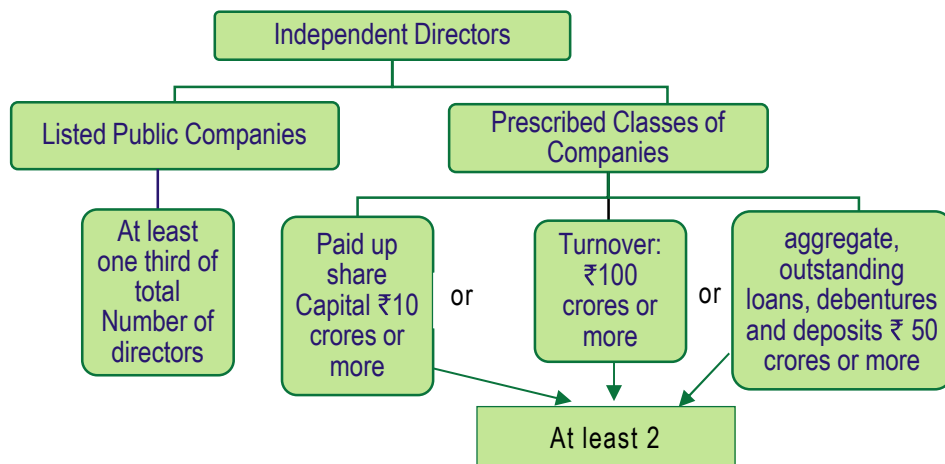 Independent Directors
Listed Public Companies
Prescribed Classes of
Companies
At least
one third of
total
Number of
directors
Paid up
share
Capital ₹10
crores or
more
or
Turnover:
₹100
crores or
more
or
aggregate,
outstanding
loans, debentures
and deposits ₹ 50
crores or more
At least 2